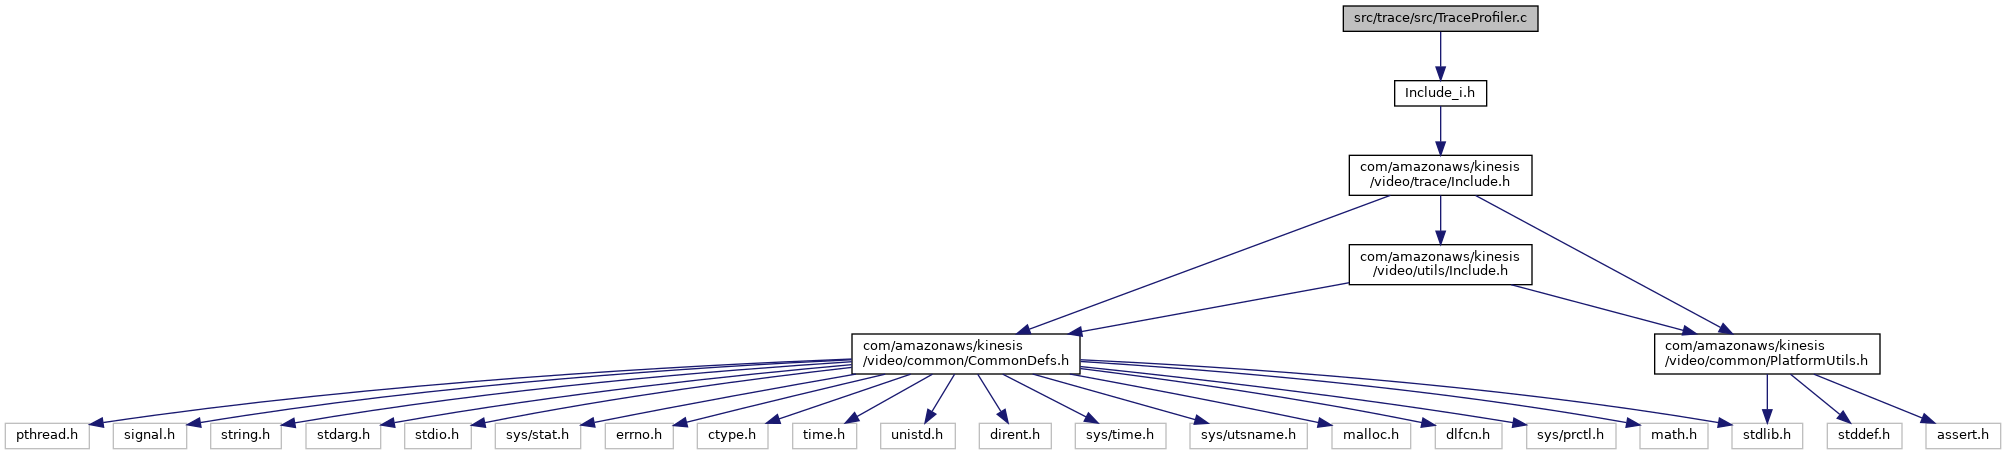 src/trace/src/TraceProfiler.c
Include_i.h
com/amazonaws/kinesis
/video/trace/Include.h
com/amazonaws/kinesis
/video/utils/Include.h
com/amazonaws/kinesis
/video/common/CommonDefs.h
com/amazonaws/kinesis
/video/common/PlatformUtils.h
pthread.h
signal.h
string.h
stdarg.h
stdio.h
sys/stat.h
errno.h
ctype.h
time.h
unistd.h
dirent.h
sys/time.h
sys/utsname.h
malloc.h
dlfcn.h
sys/prctl.h
math.h
stdlib.h
stddef.h
assert.h